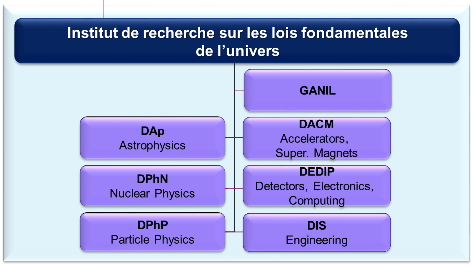 Institut de recherche sur les lois fondamentales
de l'univers
GANIL
DAp
Astrophysics
DACM
Accelerators,
Super. Magnets
DPhN
Nuclear Physics
DEDIP
Detectors, Electronics,
Computing
DPhP
Particle Physics
DIS
Engineering